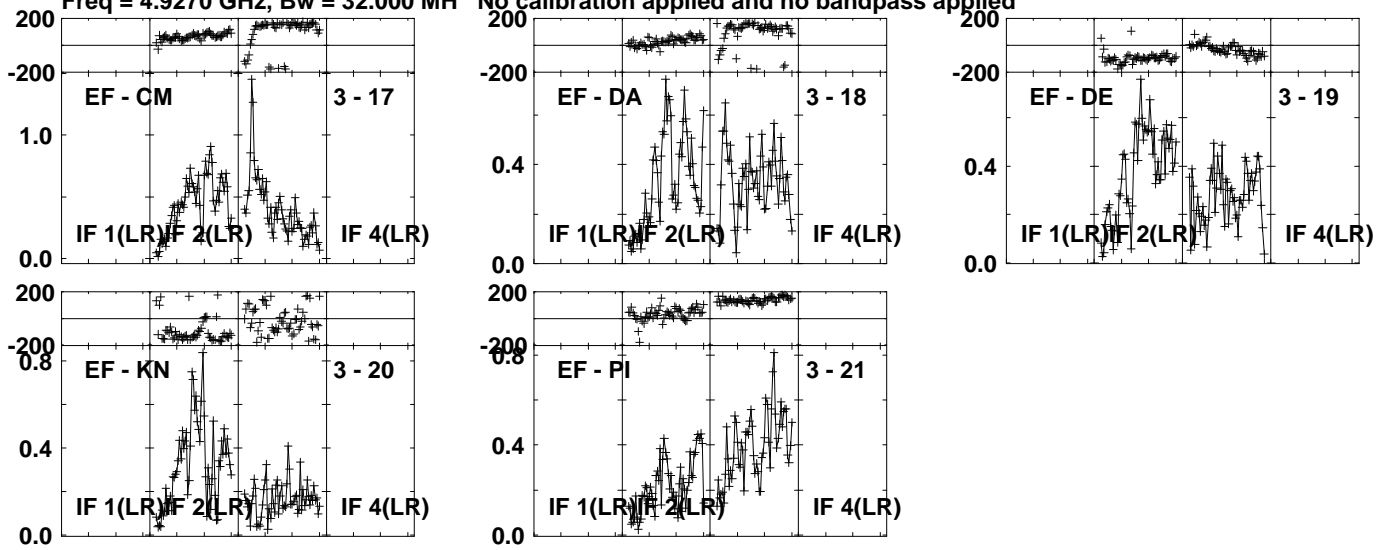 Freq = 4.9270 GHz, Bw = 32.000 MH No calibration applied and no bandpass applied
200
-200
EF - CM
3 - 17
1.0
0.0
IF 1(LR) IF 2(LR) IF 4(LR)
EF - DA
3 - 18
0.4
0.0
IF 1(LR) IF 2(LR) IF 4(LR)
200
-200
EF - DE
3 - 19
0.4
0.0
IF 1(LR) IF 2(LR) IF 4(LR)
200
-200
0.8
EF - KN
3 - 20
0.4
0.0
IF 1(LR) IF 2(LR) IF 4(LR)
200
-200
0.8
EF - PI
3 - 21
0.4
0.0
IF 1(LR) IF 2(LR) IF 4(LR)